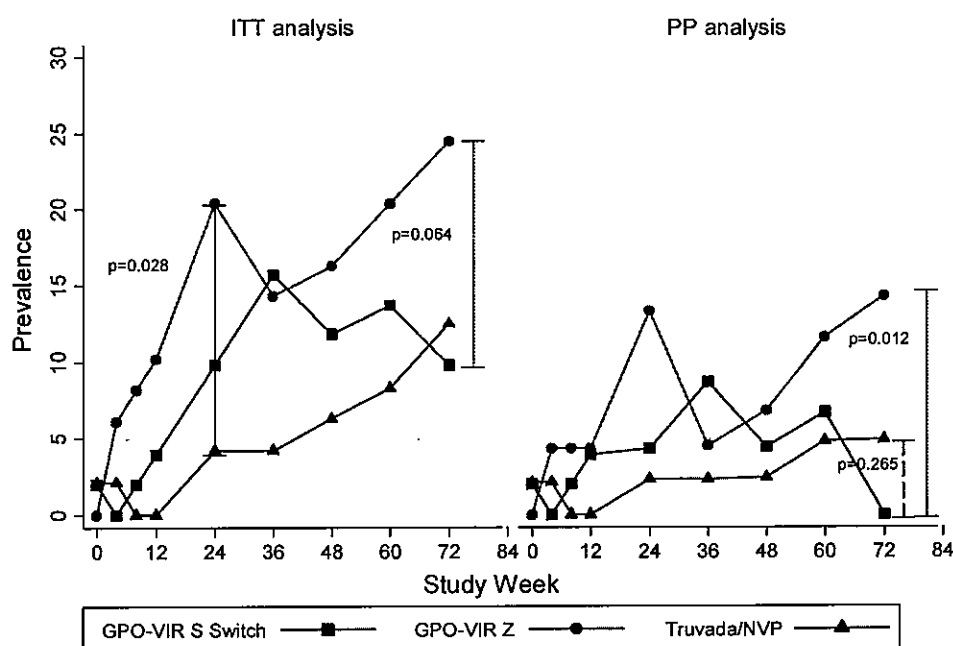 ITT analysis
PP analysis
Prevalence
30
25
20
15
10
5
0
p=0.028
p=0.064
p=0.012
p=0.265
0 12 24 36 48 60 72 84
0 12 24 36 48 60 72 84
Study Week
GPO-VIR S Switch GPO-VIR Z Truvada/NVP